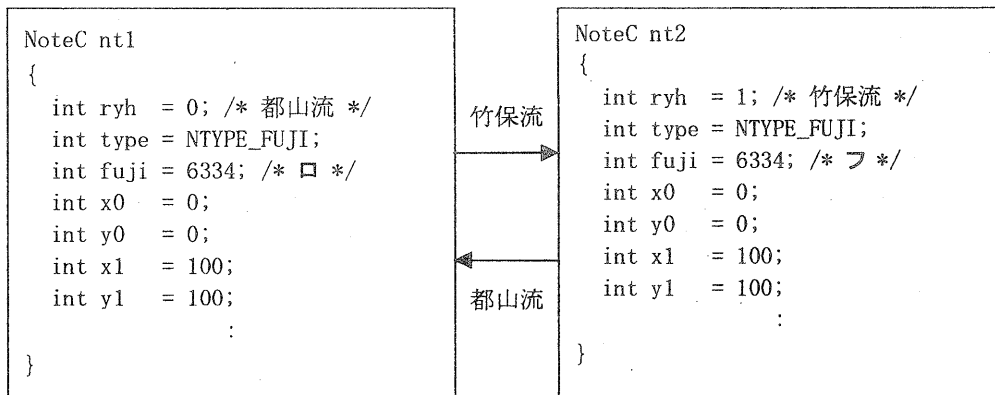 NoteC nt1
{
int ryh = 0; /* 都山流 */
int type = NTYPE_FUJI;
int fuji = 6334; /* ロ */
int x0 = 0;
int y0 = 0;
int x1 = 100;
int y1 = 100;
:
}
竹保流
都山流
NoteC nt2
{
int ryh = 1; /* 竹保流 */
int type = NTYPE_FUJI;
int fuji = 6334; /* フ */
int x0 = 0;
int y0 = 0;
int x1 = 100;
int y1 = 100;
:
}